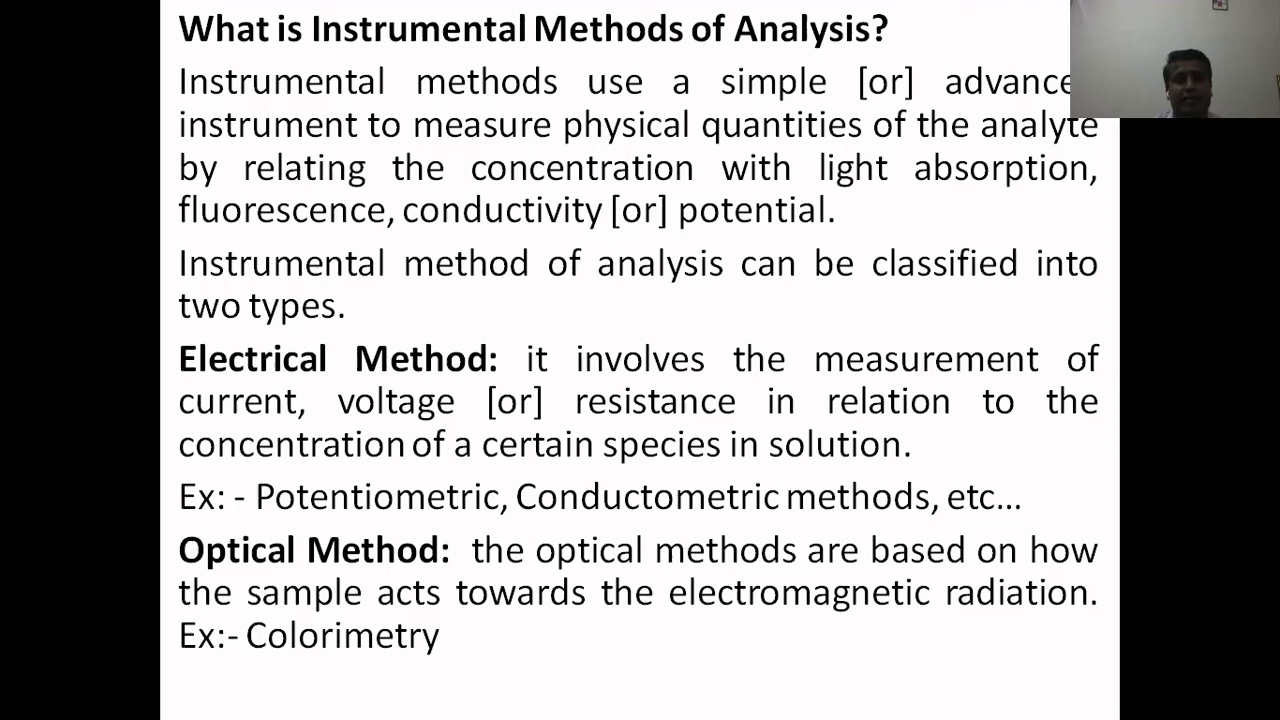 What is Instrumental Methods of Analysis?
Instrumental methods use a simple [or]
instrument to measure physical quantities of the analyte
by relating the concentration with light absorption,
fluorescence, conductivity [or] potential.
Instrumental method of analysis can be classified into
two types.
Electrical Method: it involves the measurement of
current, voltage [or] resistance in relation to the
concentration of a certain species in solution.
Ex: - Potentiometric, Conductometric methods, etc...
Optical Method: the optical methods are based on how
the sample acts towards the electromagnetic radiation.
Ex:- Colorimetry